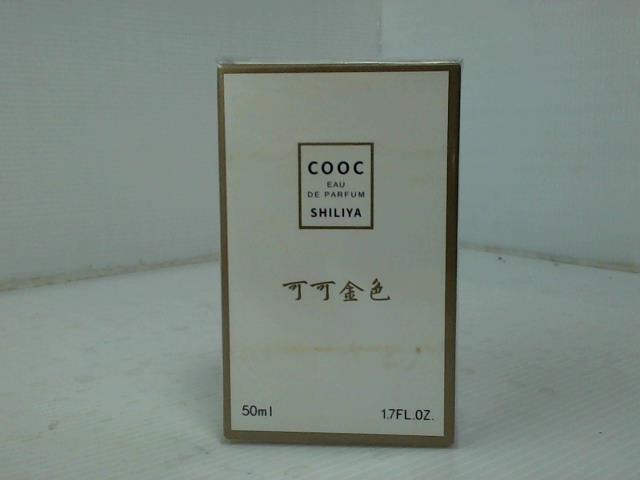 COOC
EAU
DE PARFUM
SHILIYA
可可金色
50ml
1.7FL.OZ.